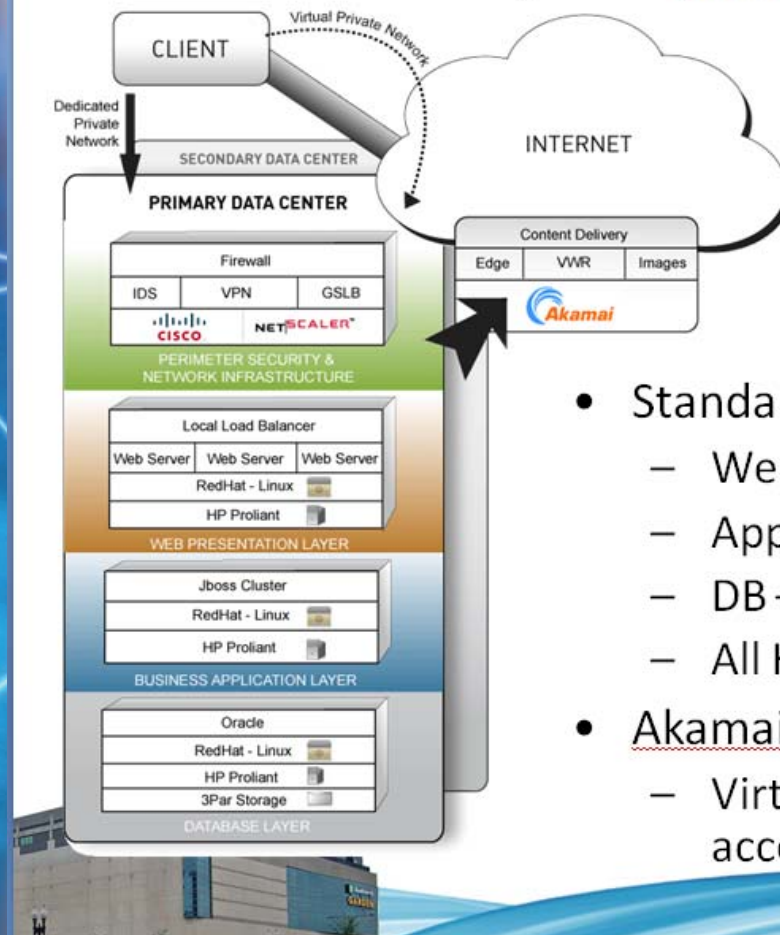 CLIENT
Virtual Private Network
Dedicated
Private
Network
INTERNET
SECONDARY DATA CENTER
PRIMARY DATA CENTER
Content Delivery
Edge VWR Images
Akamai
Firewall
IDS VPN GSLB
CISCO NETSCALER
PERIMETER SECURITY &
NETWORK INFRASTRUCTURE
Local Load Balancer
Web Server Web Server Web Server
RedHat - Linux
HP Proliant
WEB PRESENTATION LAYER
Jboss Cluster
RedHat - Linux
HP Proliant
BUSINESS APPLICATION LAYER
Oracle
RedHat - Linux
HP Proliant
3Par Storage
DATABASE LAYER
• Standa
– We
– App
– DB -
– All
• Akamai
– Virt
acc
GARDEN